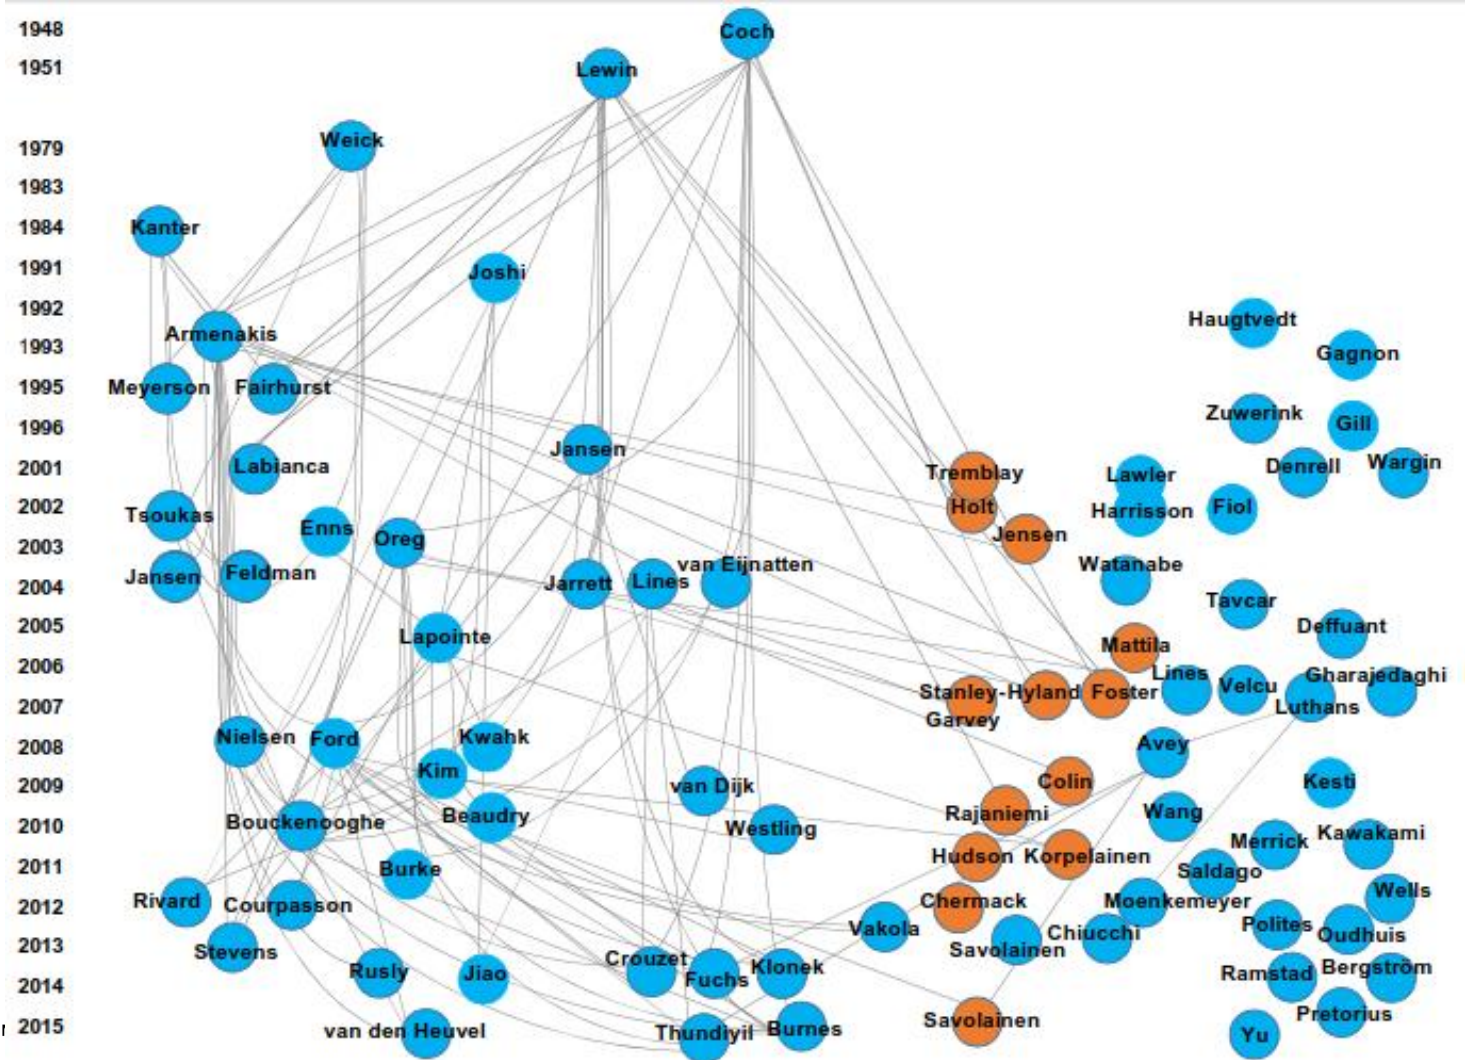 1948 Coch
1951 Lewin
1979 Weick
1983
1984 Kanter
1991 Joshi
1992 Haugtvedt
Armenakis
1993 Gagnon
1995 Meyerson Fairhurst
Zuwerink
1996 Gill
Jansen
2001 Labianca Tremblay Lawler Denrell Wargin
2002 Tsoukas Holt Harrisson Fiol
Enns
Jensen
2003 Oreg
van Eijnatten Watanabe
Jansen Feldman
2004 Jarrett Lines
Tavcar
2005 Deffuant
Lapointe Mattila
2006 Lines Gharajedaghi
Stanley-Hyland Foster Velcu
2007 Garvey Luthans
Nielsen Ford Kwahk
2008 Avey
Kim Colin Kesti
2009 van Dijk
Beaudry Rajaniemi Wang
2010 Bouckenooghe Westling Kawakami
Merrick
Hudson Korpelainen
2011 Burke Saldago
Wells
Rivard Chermack Moenkemeyer
2012 Courpasson
Vakola Polites
Chiucchi Oudhuis
2013 Stevens Savolainen
Crouzet
Rusly Jiao Fuchs Klonek Ramstad Bergström
2014
Pretorius
2015 van den Heuvel Thundiyil Burnes Savolainen Yu